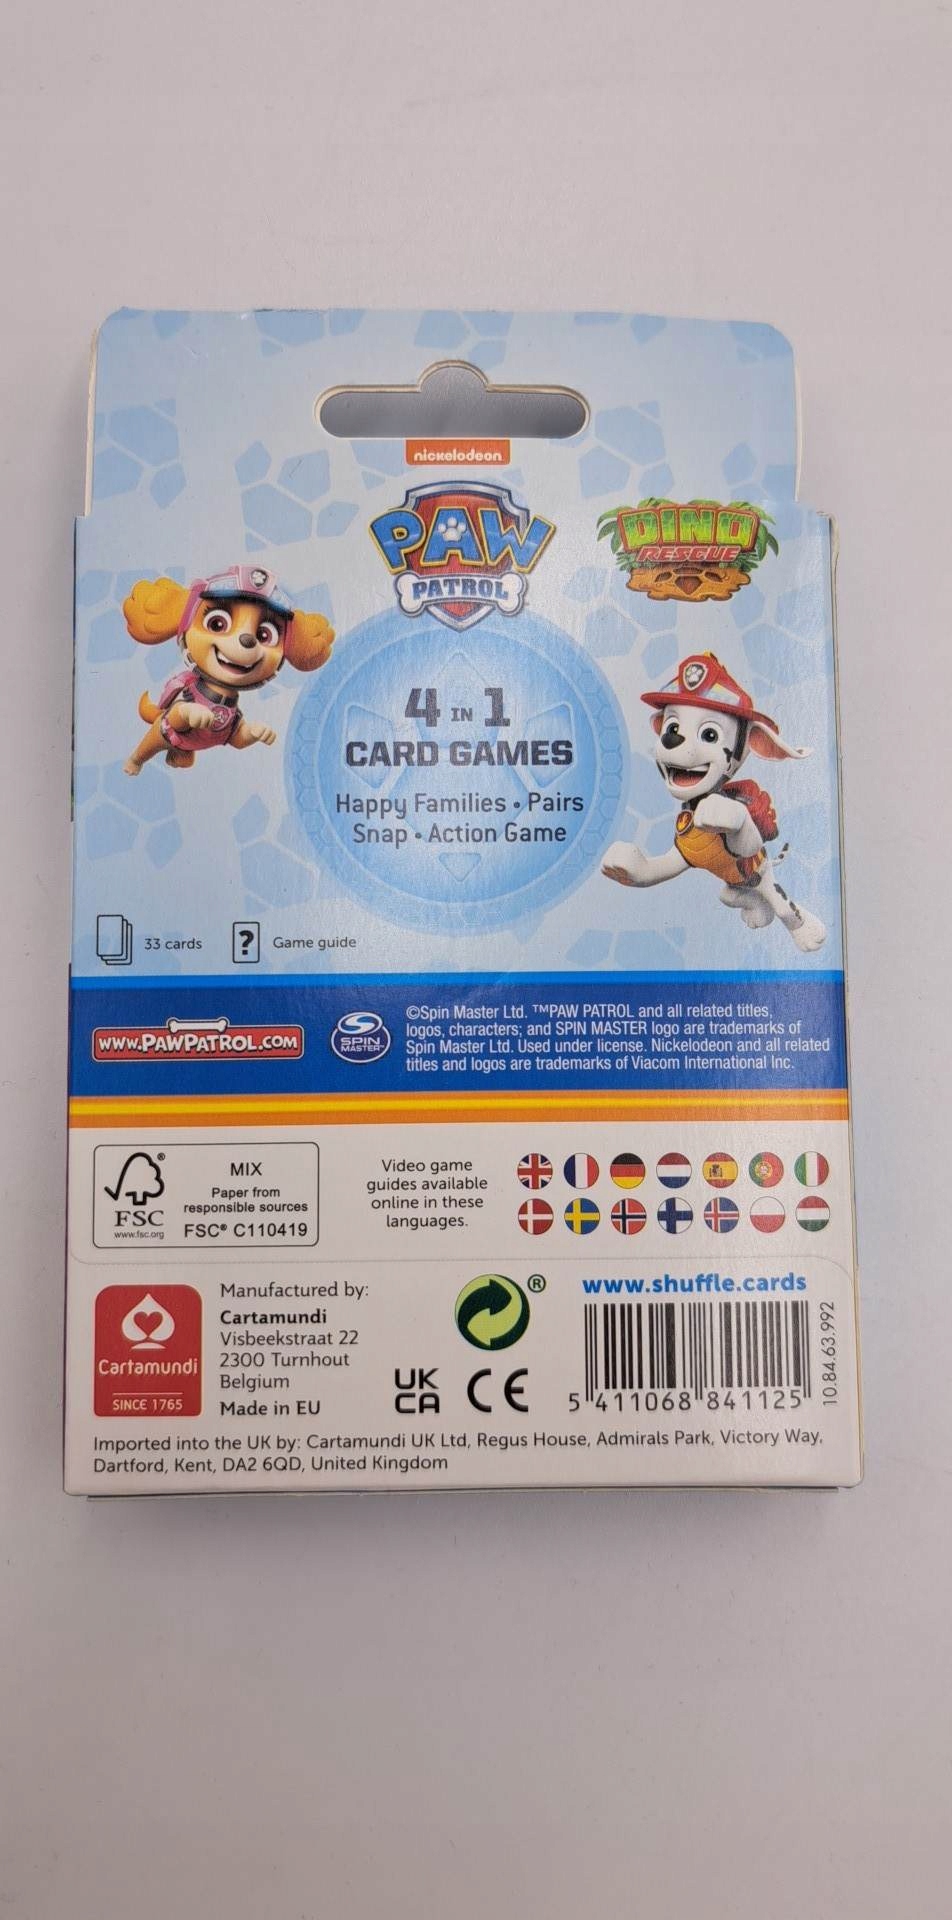 nickelodeon
PAW
PATROL
DINO
RESCUE
4 IN 1
CARD GAMES
Happy Families • Pairs
Snap • Action Game
33 cards
? Game guide
www.PAWPATROL.COM
SPIN
MASTER
©Spin Master Ltd. ™PAW PATROL and all related titles,
logos, characters; and SPIN MASTER logo are trademarks of
Spin Master Ltd. Used under license. Nickelodeon and all related
titles and logos are trademarks of Viacom International Inc.
FSC
www.fsc.org
MIX
Paper from
responsible sources
FSC® C110419
Video game
guides available
online in these
languages.
Cartamundi
SINCE 1765
Manufactured by:
Cartamundi
Visbeekstraat 22
2300 Turnhout
Belgium
Made in EU
®
UK
CA
CE
www.shuffle.cards
5 411068 841125
10.84.63.992
Imported into the UK by: Cartamundi UK Ltd, Regus House, Admirals Park, Victory Way,
Dartford, Kent, DA2 6QD, United Kingdom